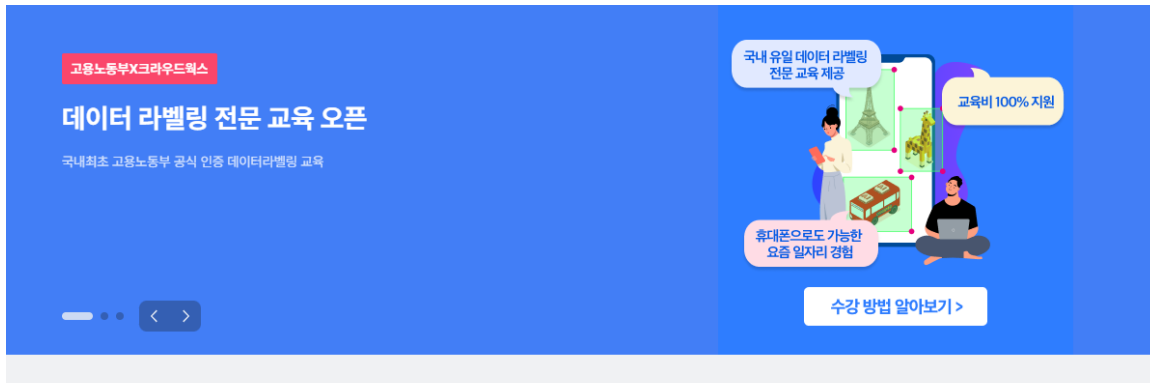 고용노동부X크라우드웍스
데이터 라벨링 전문 교육 오픈
국내최초 고용노동부 공식 인증 데이터라벨링 교육
국내 유일 데이터 라벨링
전문 교육 제공
교육비 100% 지원
휴대폰으로도 가능한
요즘 일자리 경험
수강 방법 알아보기 >